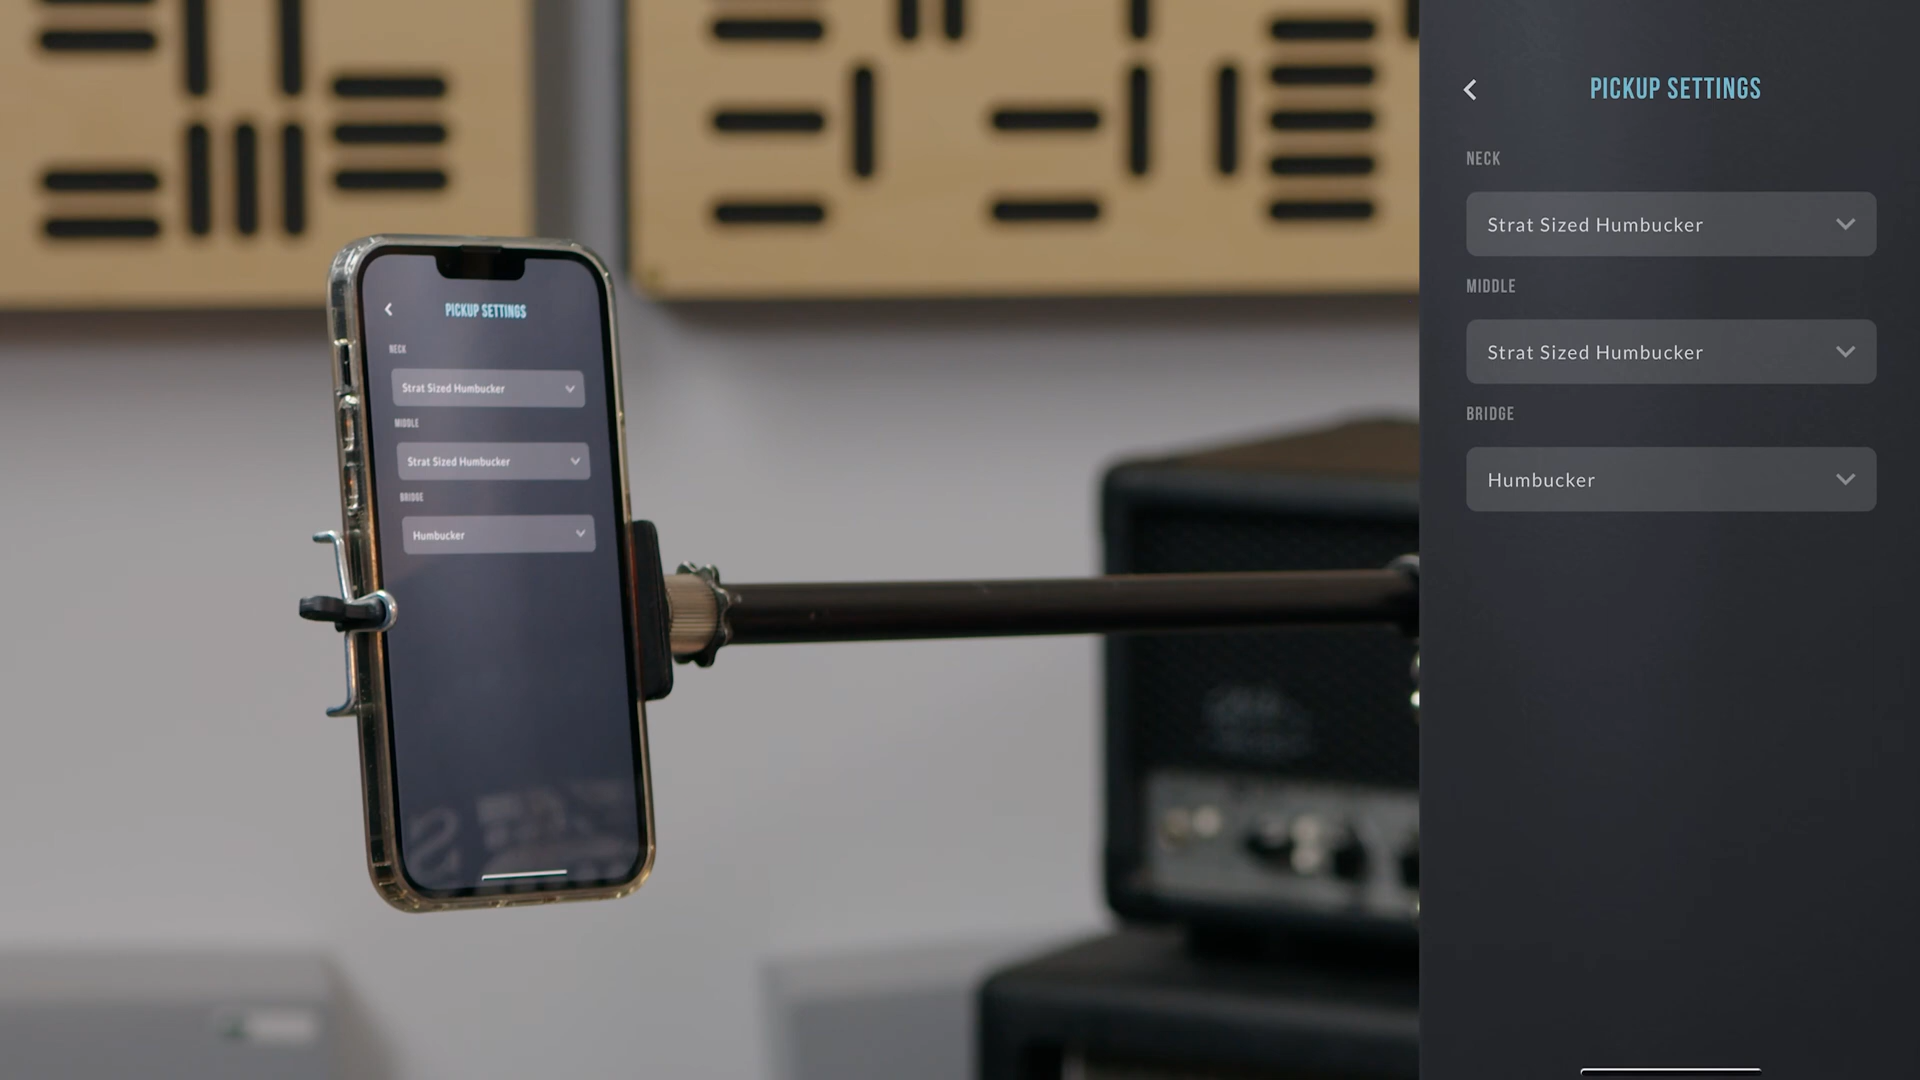 PICKUP SETTINGS
NECK
Strat Sized Humbucker
MIDDLE
Strat Sized Humbucker
BRIDGE
Humbucker
PICKUP SETTINGS
NECK
Strat Sized Humbucker
MIDDLE
Strat Sized Humbucker
BRIDGE
Humbucker